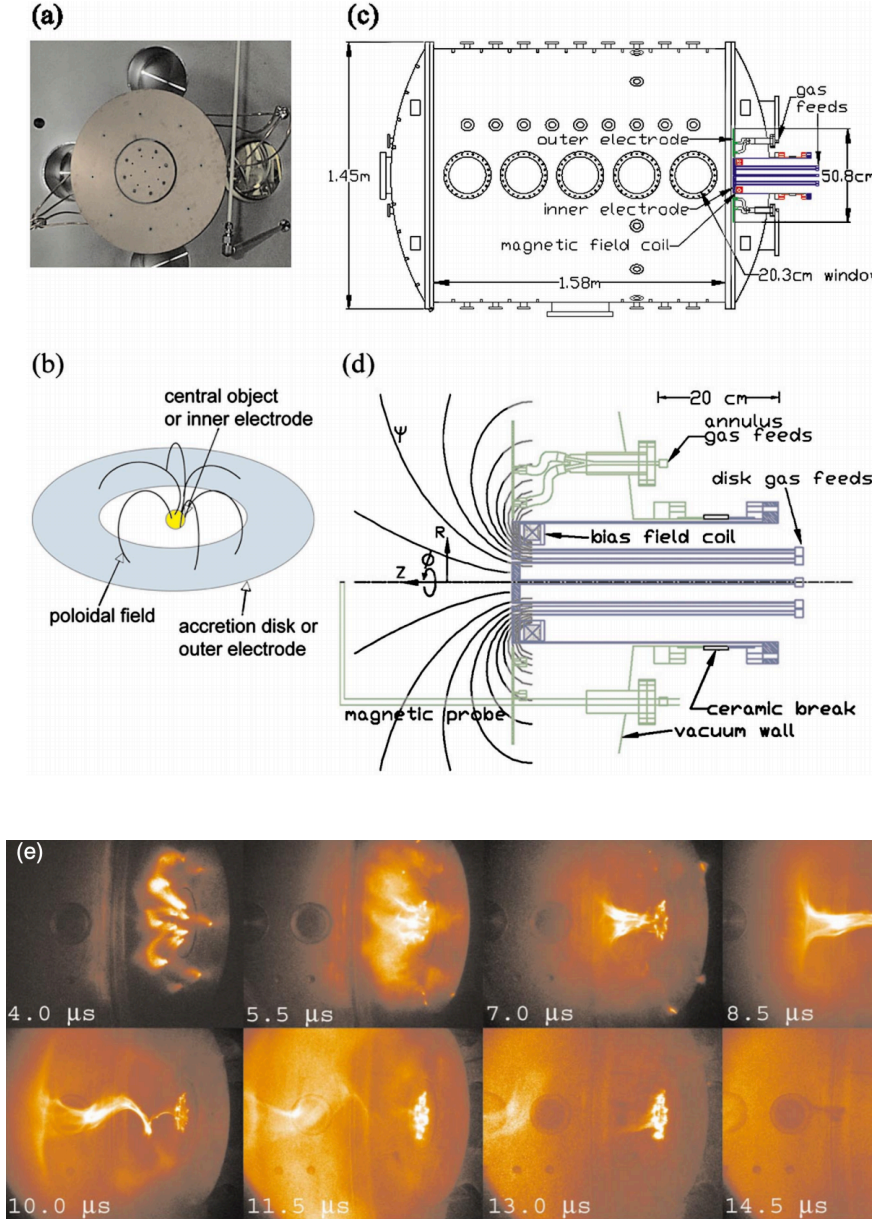 (a)
(c)
gas
feeds
outer electrode
1.45m
50.8cm
inner electrode
magnetic field coil
20.3cm window
1.58m
(b)
central object
or inner electrode
poloidal field
accretion disk or
outer electrode
(d)
20 cm
annulus
gas feeds
disk gas feeds
ψ
R
bias field coil
ϕ
Z
magnetic probe
ceramic break
vacuum wall
(e)
4.0 μs
5.5 μs
7.0 μs
8.5 μs
10.0 μs
11.5 μs
13.0 μs
14.5 μs